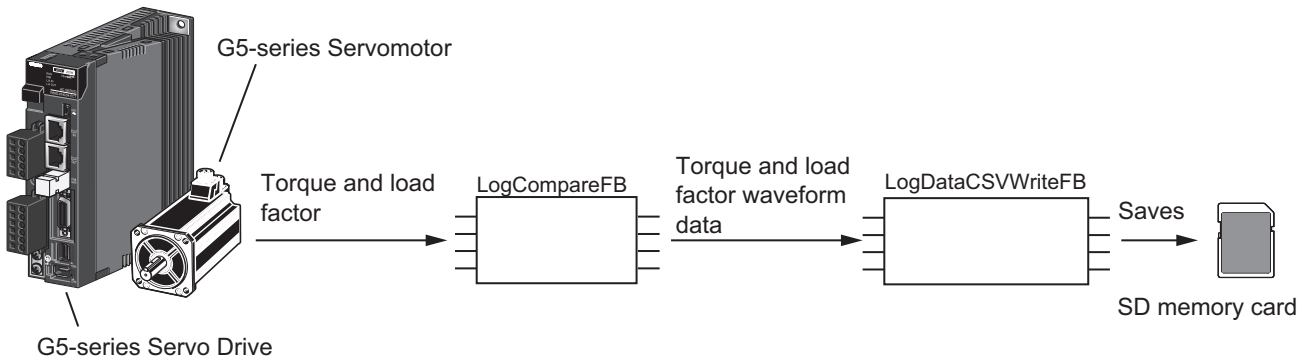 G5-series Servomotor
Torque and load
factor
LogCompareFB
Torque and load
factor waveform
data
LogDataCSVWriteFB
Saves
SD memory card
G5-series Servo Drive